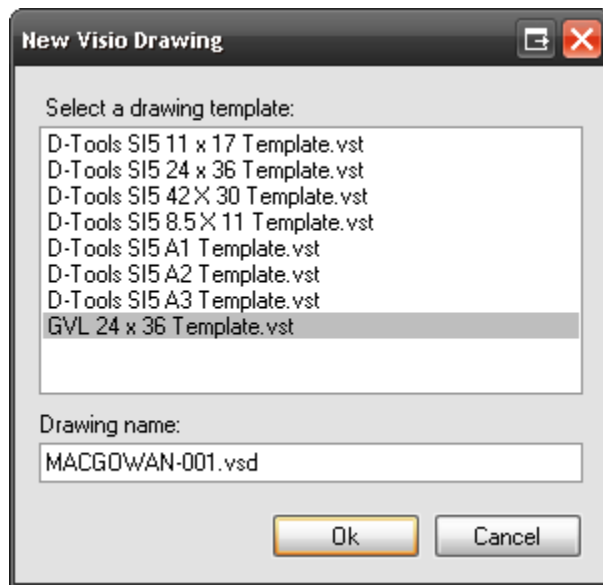 New Visio Drawing
Select a drawing template:
D-Tools SI5 11 x 17 Template.vst
D-Tools SI5 24 x 36 Template.vst
D-Tools SI5 42 X 30 Template.vst
D-Tools SI5 8.5 X 11 Template.vst
D-Tools SI5 A1 Template.vst
D-Tools SI5 A2 Template.vst
D-Tools SI5 A3 Template.vst
GVL 24 x 36 Template.vst
Drawing name:
MACGOWAN-001.vsd
Ok Cancel